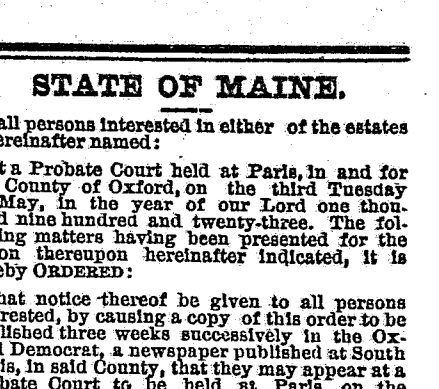 STATE OF MAINE.
all persons interested in either of the estates
ereinafter named:
t a Probate Court held at Paris, in and for
County of Oxford, on the third Tuesday
May, in the year of our Lord one thou-
d nine hundred and twenty-three. The fol-
ing matters having been presented for the
on thereupon hereinafter indicated, it is
eby ORDERED:
hat notice thereof be given to all persons
rested, by causing a copy of this order to be
lished three weeks successively in the Ox-
d Democrat, a newspaper published at South
is, in said County, that they may appear at a
bate Court to be held at Paris on the